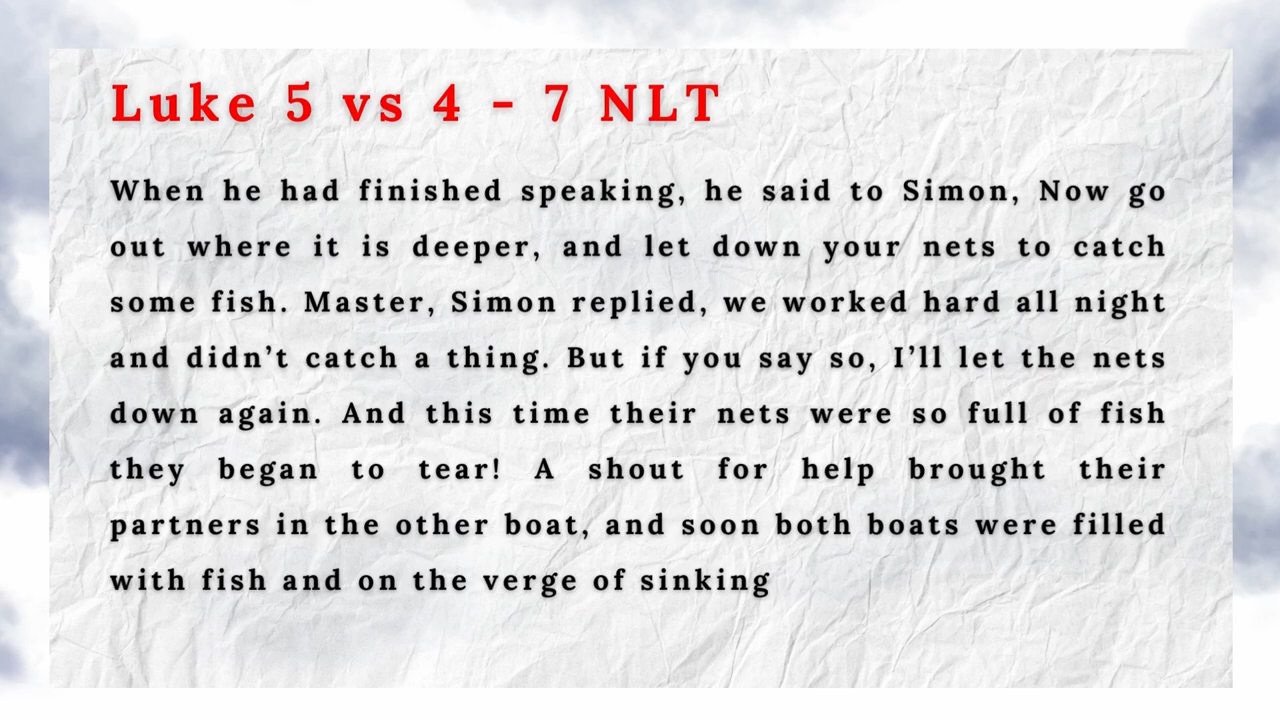 Luke 5 vs 4 - 7 NLT
When he had finished speaking, he said to Simon, Now go
out where it is deeper, and let down your nets to catch
some fish. Master, Simon replied, we worked hard all night
and didn’t catch a thing. But if you say so, I’ll let the nets
down again. And this time their nets were so full of fish
they began to tear! A shout for help brought their
partners in the other boat, and soon both boats were filled
with fish and on the verge of sinking